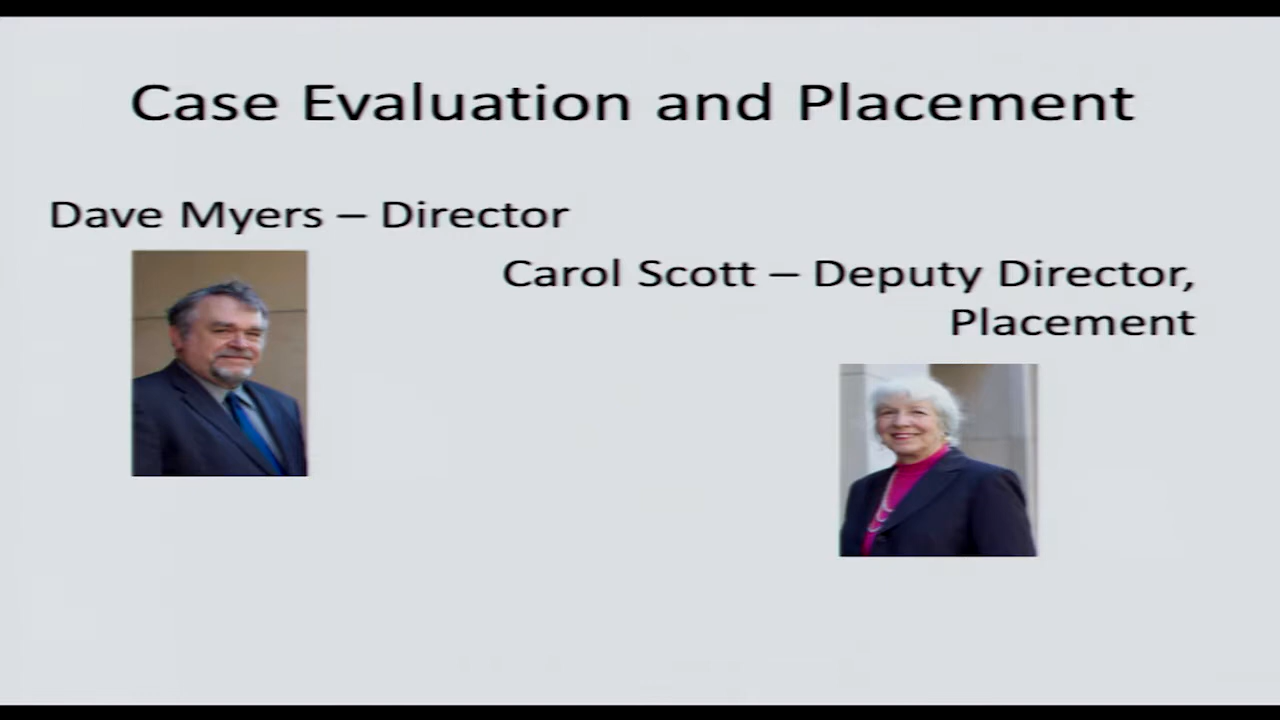 Case Evaluation and Placement
Dave Myers – Director
Carol Scott – Deputy Director,
Placement